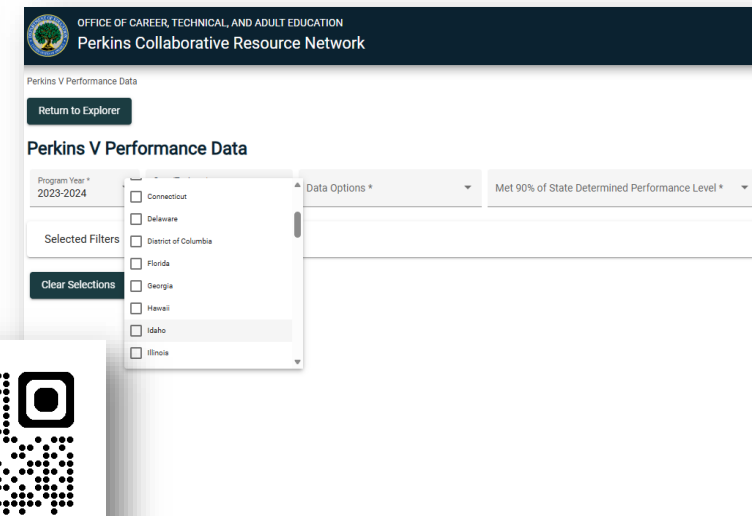 OFFICE OF CAREER, TECHNICAL, AND ADULT EDUCATION
Perkins Collaborative Resource Network
Perkins V Performance Data
Return to Explorer
Perkins V Performance Data
Program Year *
2023-2024
Data Options *
Met 90% of State Determined Performance Level *
Connecticut
Delaware
District of Columbia
Florida
Georgia
Hawaii
Idaho
Illinois
Selected Filters
Clear Selections